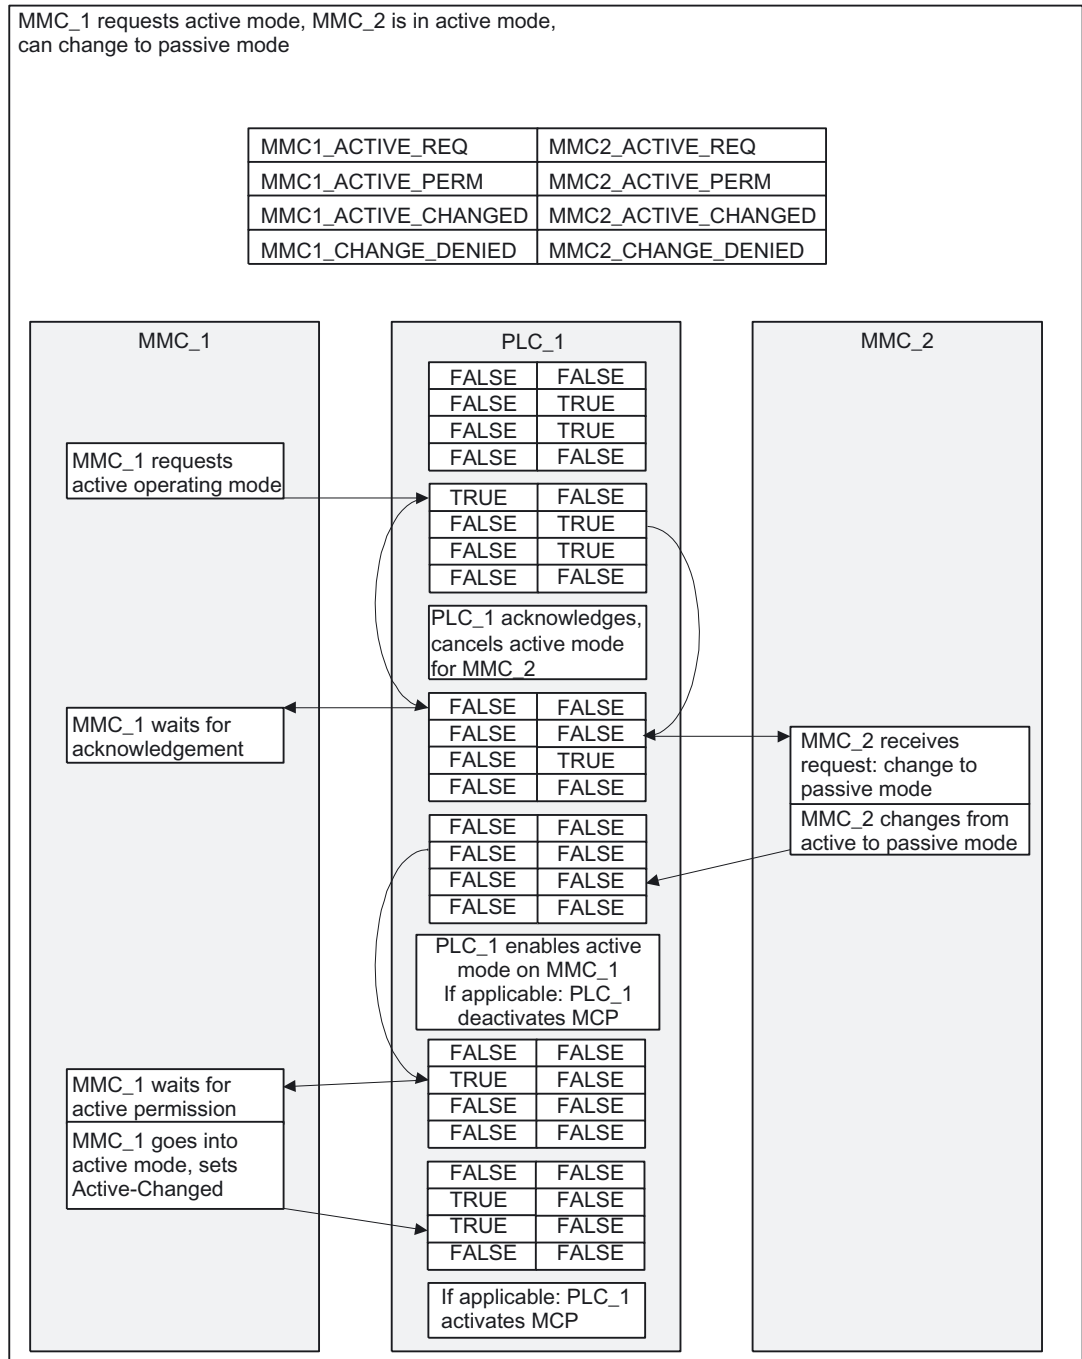 MMC_1 requests active mode, MMC_2 is in active mode,
can change to passive mode
MMC1_ACTIVE_REQ MMC2_ACTIVE_REQ
MMC1_ACTIVE_PERM MMC2_ACTIVE_PERM
MMC1_ACTIVE_CHANGED MMC2_ACTIVE_CHANGED
MMC1_CHANGE_DENIED MMC2_CHANGE_DENIED
MMC_1
PLC_1
MMC_2
FALSE FALSE
FALSE TRUE
FALSE TRUE
FALSE FALSE
MMC_1 requests
active operating mode
TRUE FALSE
FALSE TRUE
FALSE TRUE
FALSE FALSE
PLC_1 acknowledges,
cancels active mode
for MMC_2
FALSE FALSE
FALSE FALSE
FALSE TRUE
FALSE FALSE
MMC_1 waits for
acknowledgement
MMC_2 receives
request: change to
passive mode
MMC_2 changes from
active to passive mode
FALSE FALSE
FALSE FALSE
FALSE FALSE
FALSE FALSE
PLC_1 enables active
mode on MMC_1
If applicable: PLC_1
deactivates MCP
FALSE FALSE
TRUE FALSE
FALSE FALSE
FALSE FALSE
MMC_1 waits for
active permission
MMC_1 goes into
active mode, sets
Active-Changed
FALSE FALSE
TRUE FALSE
TRUE FALSE
FALSE FALSE
If applicable: PLC_1
activates MCP